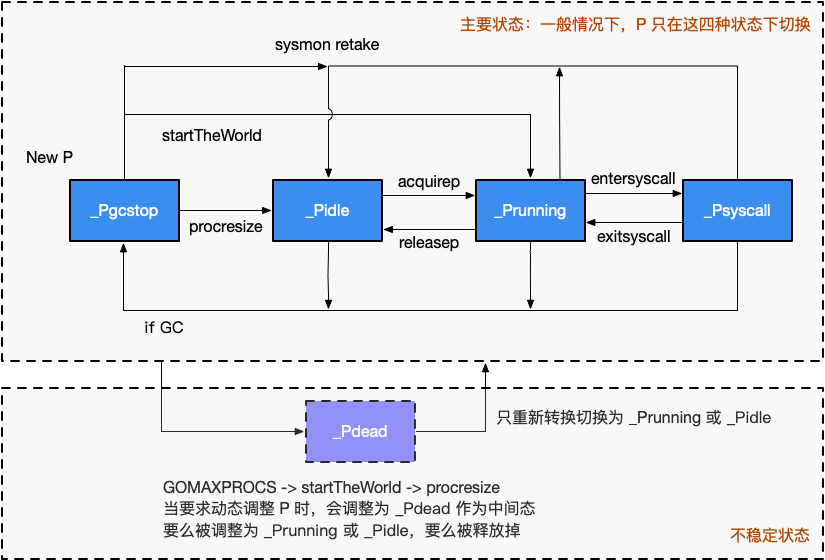 主要状态：一般情况下，P 只在这四种状态下切换
sysmon retake
startTheWorld
New P
_Pgcstop
procresize
_Pidle
acquirep
releasep
_Prunning
entersyscall
exitsyscall
_Psyscall
if GC
_Pdead
只重新转换切换为 _Prunning 或 _Pidle
GOMAXPROCS -> startTheWorld -> procresize
当要求动态调整 P 时，会调整为 _Pdead 作为中间态
要么被调整为 _Prunning 或 _Pidle，要么被释放掉
不稳定状态